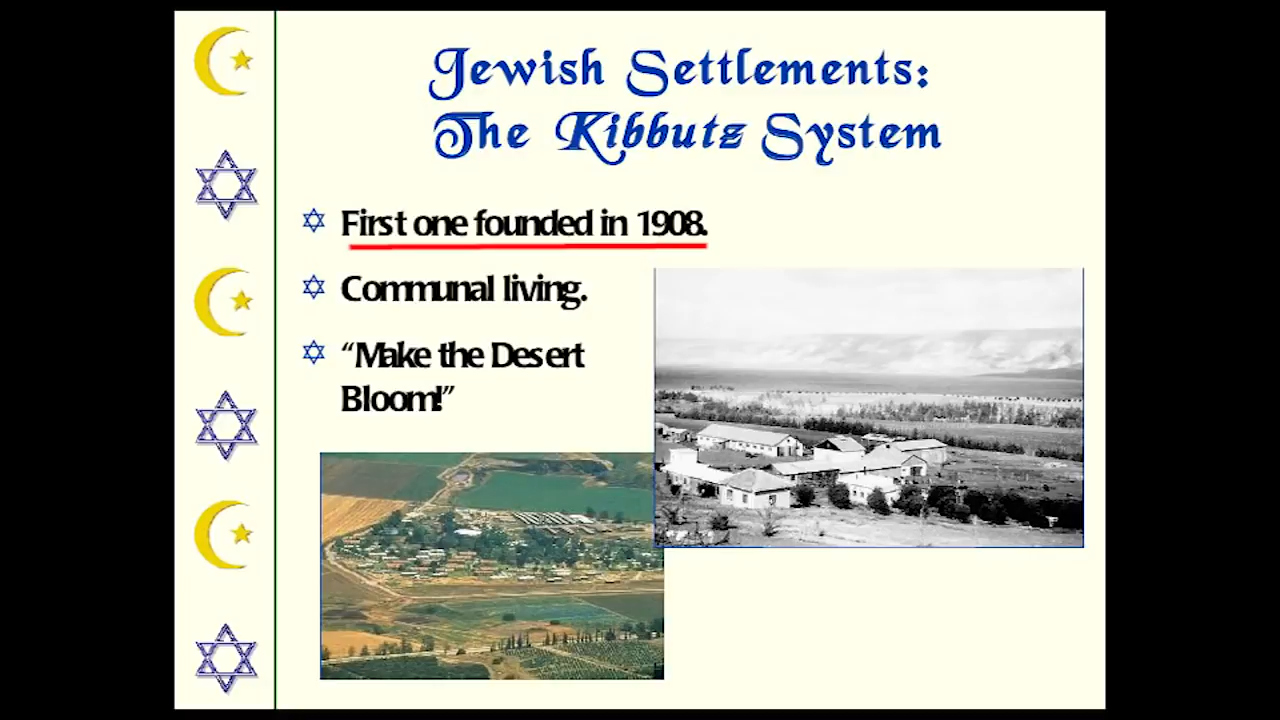 Jewish Settlements:
The Kibbutz System
First one founded in 1908.
Communal living.
“Make the Desert
Bloom!”